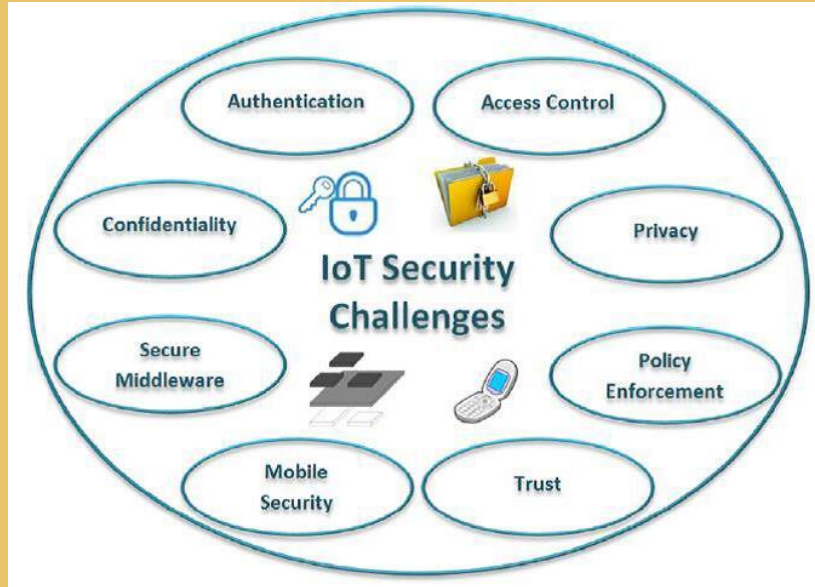 Authentication
Access Control
Confidentiality
Privacy
IoT Security
Challenges
Secure
Middleware
Policy
Enforcement
Mobile
Security
Trust